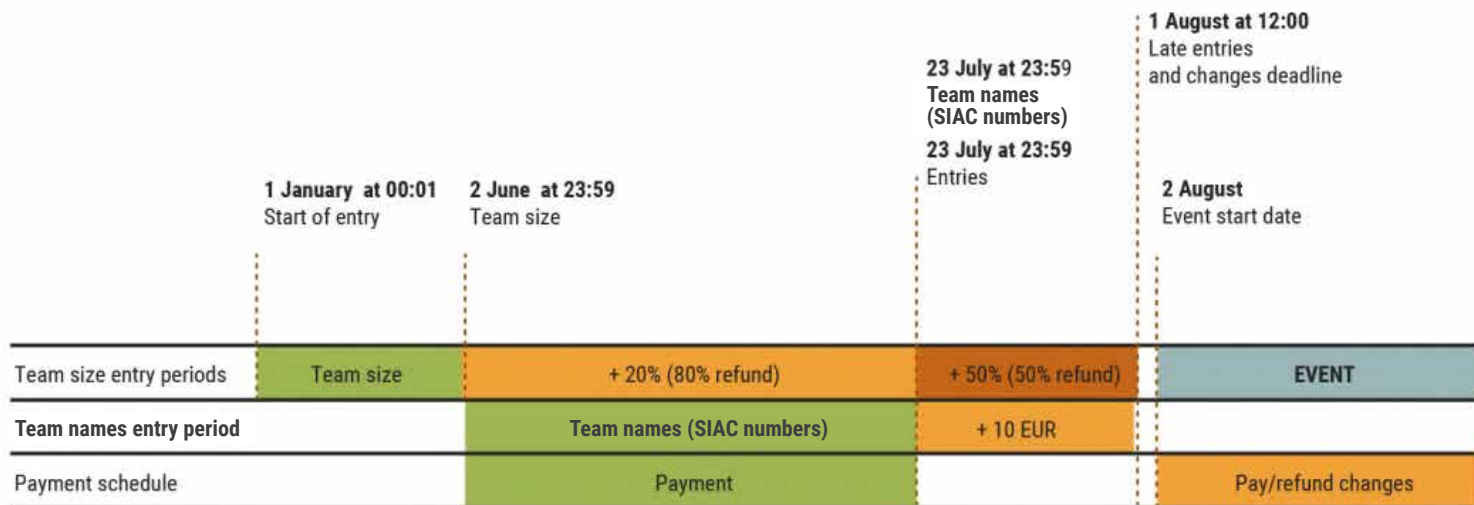 1 August at 12:00
Late entries
and changes deadline
23 July at 23:59
Team names
(SIAC numbers)
23 July at 23:59
Entries
1 January at 00:01
Start of entry
2 June at 23:59
Team size
2 August
Event start date
Team size entry periods
Team size
+ 20% (80% refund)
+ 50% (50% refund)
EVENT
Team names entry period
Team names (SIAC numbers)
+ 10 EUR
Payment schedule
Payment
Pay/refund changes